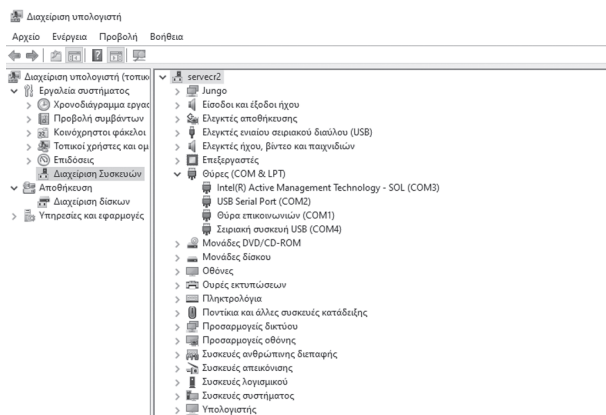 Διαχείριση υπολογιστή
Αρχείο Ενέργεια Προβολή Βοήθεια
Διαχείριση υπολογιστή (τοπικ
Εργαλεία συστήματος
Χρονοδιάγραμμα εργασ
Προβολή συμβάντων
Κοινόχρηστοι φάκελοι
Τοπικοί χρήστες και ομ
Επιδόσεις
Διαχείριση Συσκευών
Αποθήκευση
Διαχείριση δίσκων
Υπηρεσίες και εφαρμογές
servecr2
Jungo
Είσοδοι και έξοδοι ήχου
Ελεγκτές αποθήκευσης
Ελεγκτές ενιαίου σειριακού διαύλου (USB)
Ελεγκτές ήχου, βίντεο και παιχνιδιών
Επεξεργαστές
Θύρες (COM & LPT)
Intel(R) Active Management Technology - SOL (COM3)
USB Serial Port (COM2)
Θύρα επικοινωνιών (COM1)
Σειριακή συσκευή USB (COM4)
Μονάδες DVD/CD-ROM
Μονάδες δίσκου
Οθόνες
Ουρές εκτυπώσεων
Πληκτρολόγια
Ποντίκια και άλλες συσκευές κατάδειξης
Προσαρμογείς δικτύου
Προσαρμογείς οθόνης
Συσκευές ανθρώπινης διεπαφής
Συσκευές απεικόνισης
Συσκευές λογισμικού
Συσκευές συστήματος
Υπολογιστής